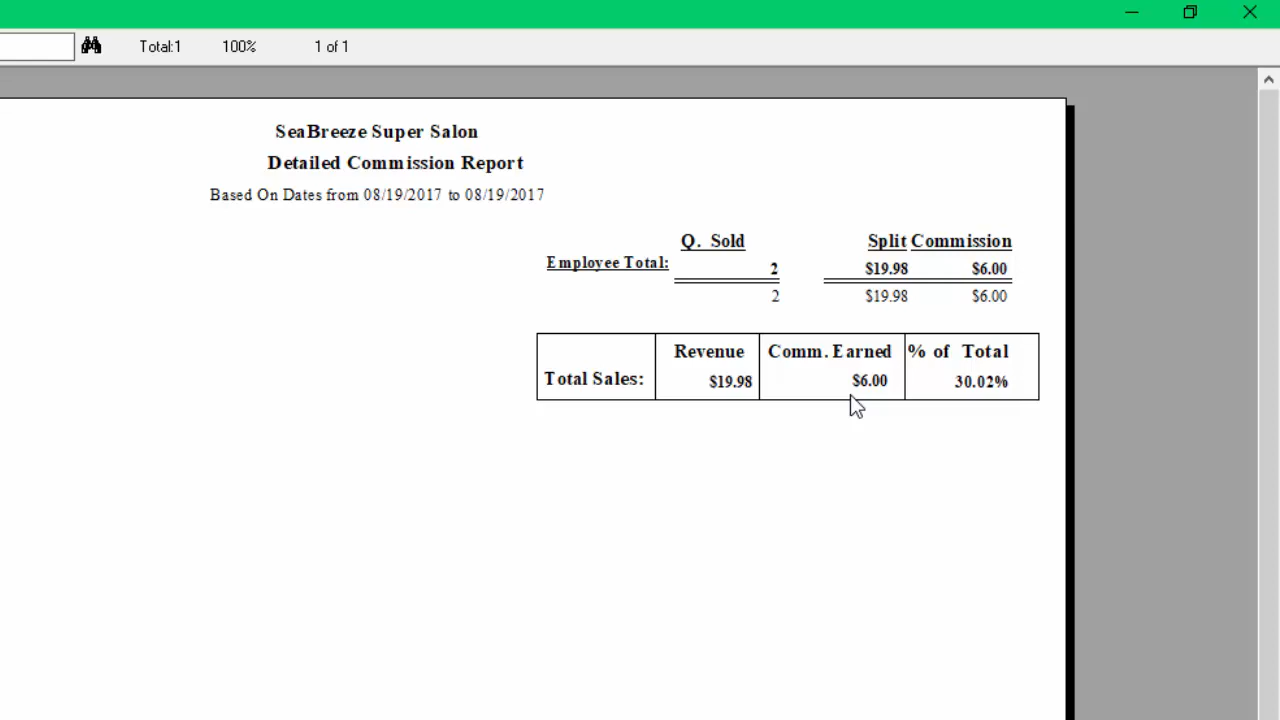 Total:1 100% 1 of 1
SeaBreeze Super Salon
Detailed Commission Report
Based On Dates from 08/19/2017 to 08/19/2017
Q. Sold Split Commission
Employee Total: 2 $19.98 $6.00
2 $19.98 $6.00
Revenue Comm. Earned % of Total
Total Sales: $19.98 $6.00 30.02%